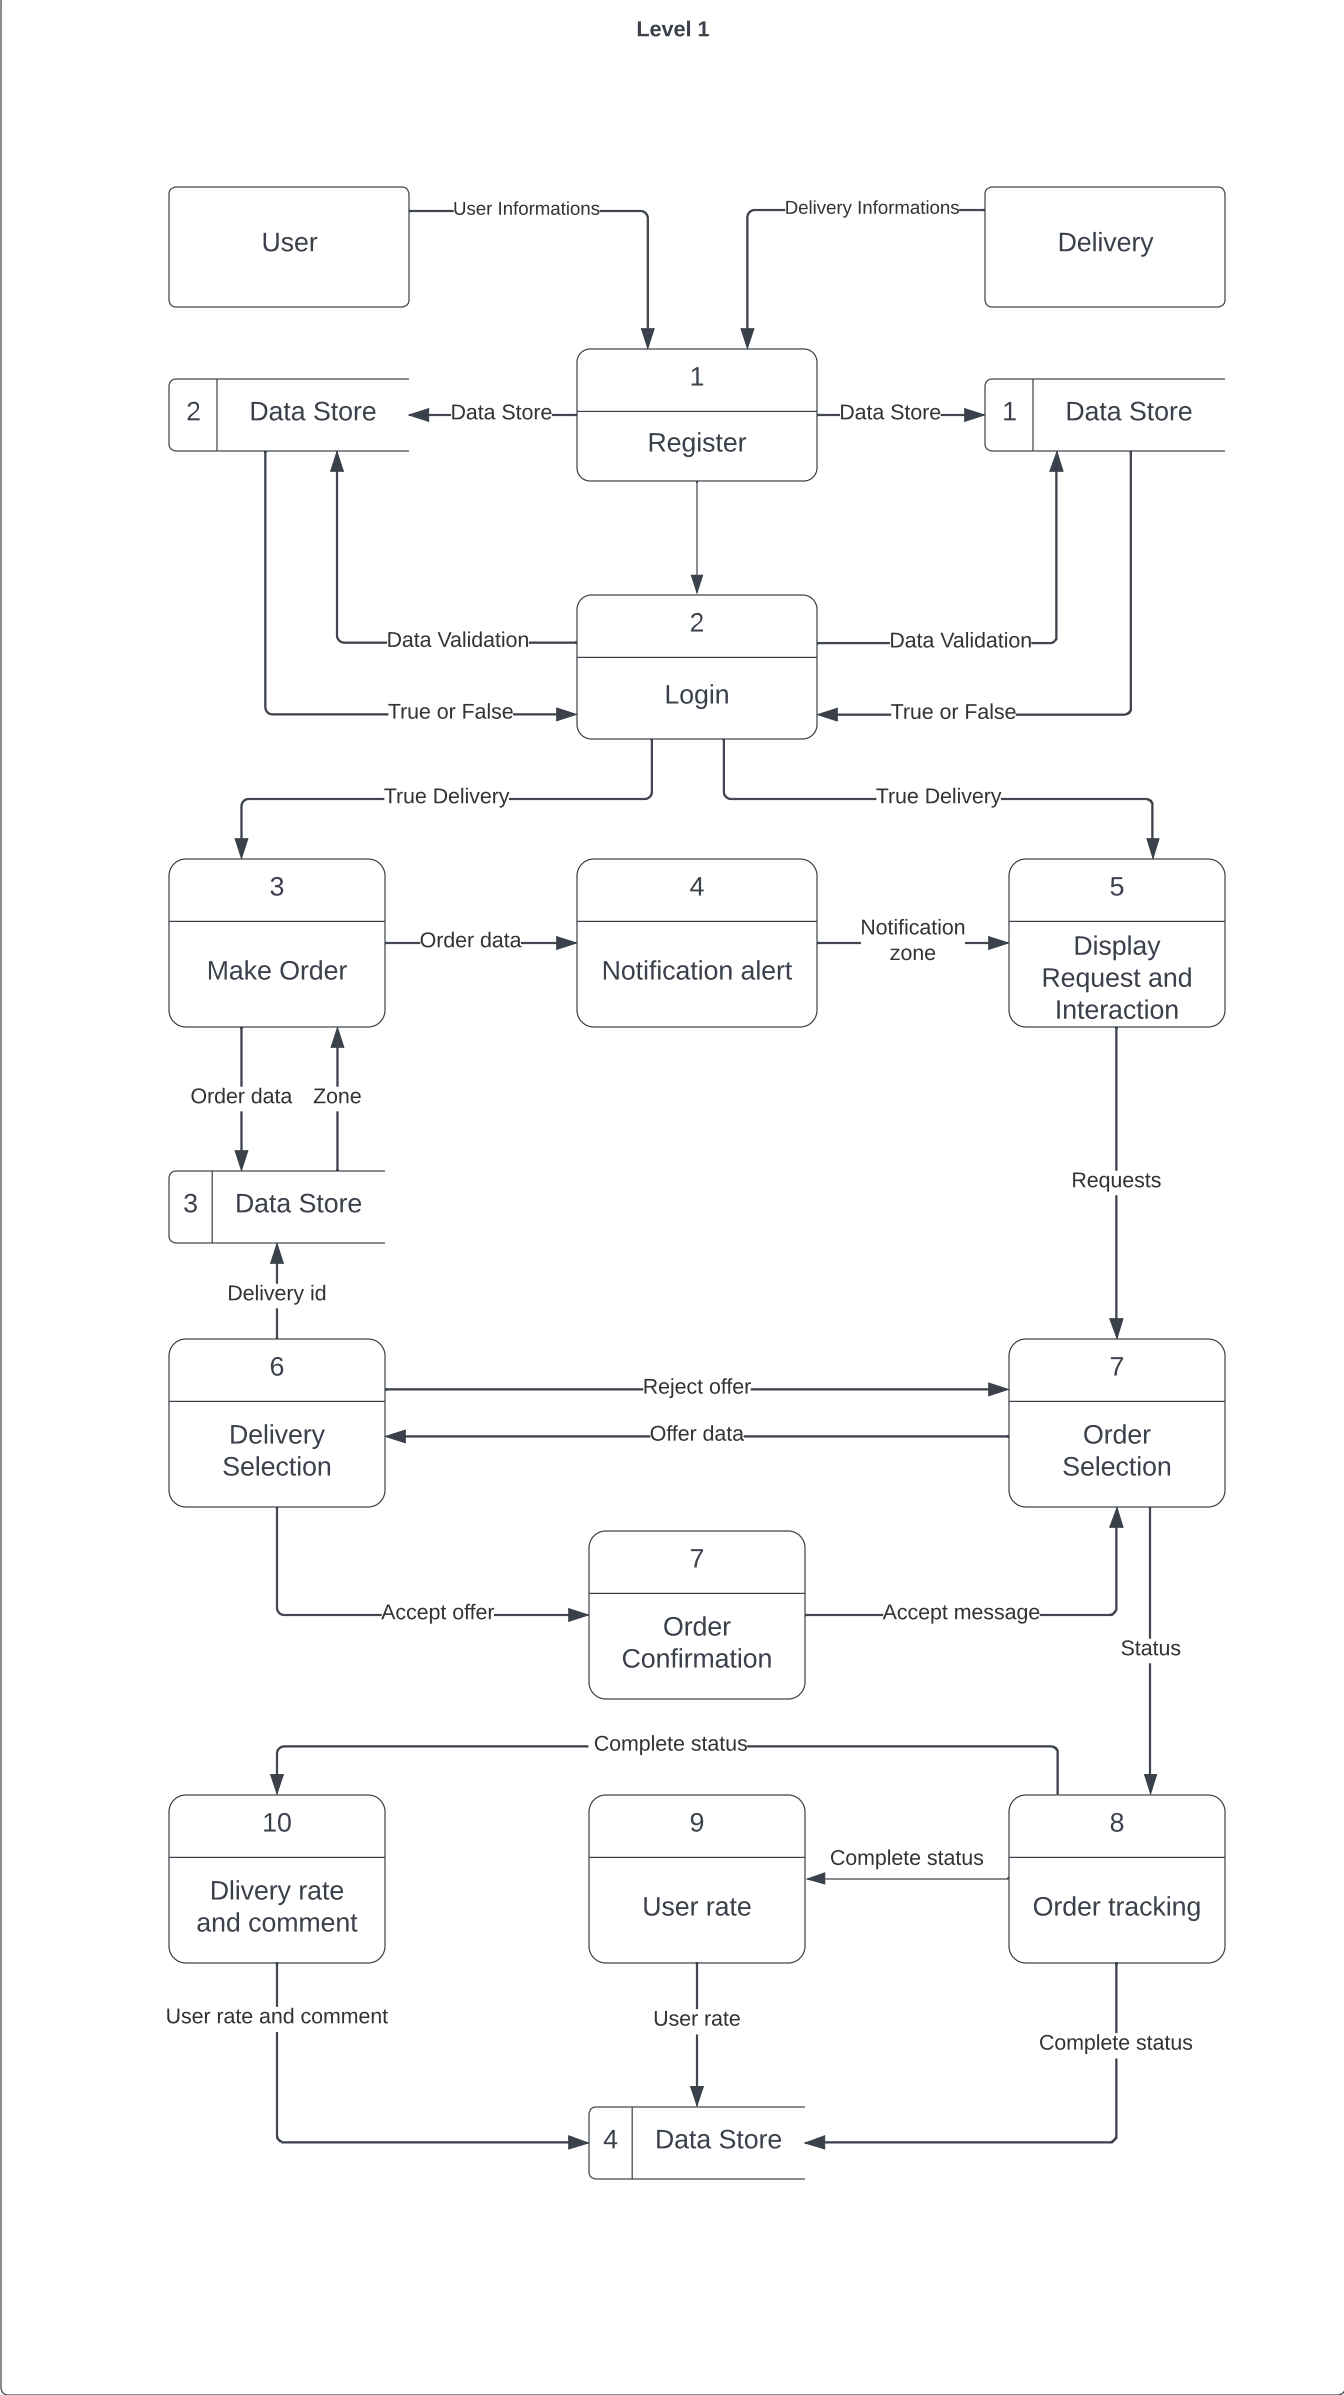 Level 1
User
User Informations
Delivery Informations
Delivery
1
Register
2
Data Store
Data Store
Data Store
1
Data Store
2
Login
Data Validation
Data Validation
True or False
True or False
True Delivery
True Delivery
3
Make Order
Order data
4
Notification alert
Notification
zone
5
Display
Request and
Interaction
Order data
Zone
Requests
3
Data Store
Delivery id
6
Delivery
Selection
Reject offer
Offer data
7
Order
Selection
7
Order
Confirmation
Accept offer
Accept message
Status
Complete status
10
Dlivery rate
and comment
9
User rate
Complete status
8
Order tracking
User rate and comment
User rate
Complete status
4
Data Store